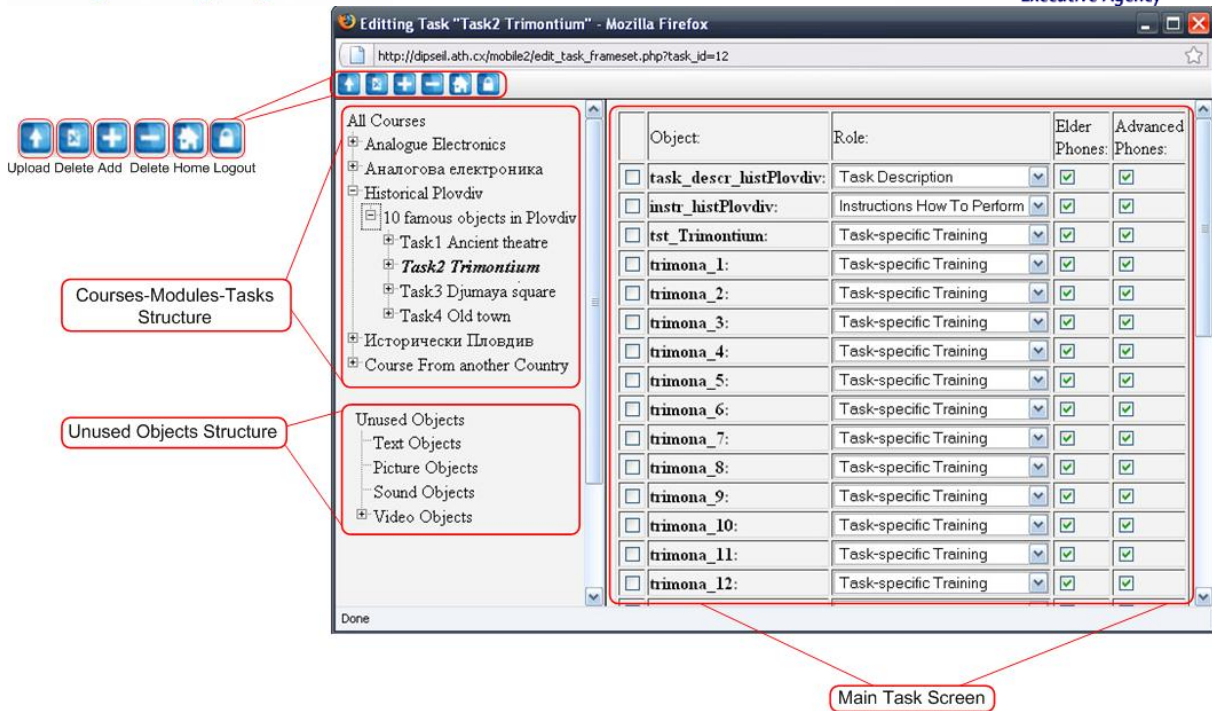 Executive Agency
Editting Task "Task2 Trimontium" - Mozilla Firefox
http://dipseil.ath.cx/mobile2/edit_task_frameset.php?task_id=12
Upload Delete Add Delete Home Logout
All Courses
Analogue Electronics
Аналогова електроника
Historical Plovdiv
10 famous objects in Plovdiv
Task1 Ancient theatre
Task2 Trimontium
Task3 Djumaya square
Task4 Old town
Исторически Пловдив
Course From another Country
Courses-Modules-Tasks
Structure
Unused Objects
Text Objects
Picture Objects
Sound Objects
Video Objects
Unused Objects Structure
Object: Role: Elder Phones: Advanced Phones:
task_descr_histPlovdiv: Task Description
instr_histPlovdiv: Instructions How To Perform
tst_Trimontium: Task-specific Training
trimona_1: Task-specific Training
trimona_2: Task-specific Training
trimona_3: Task-specific Training
trimona_4: Task-specific Training
trimona_5: Task-specific Training
trimona_6: Task-specific Training
trimona_7: Task-specific Training
trimona_8: Task-specific Training
trimona_9: Task-specific Training
trimona_10: Task-specific Training
trimona_11: Task-specific Training
trimona_12: Task-specific Training
Done
Main Task Screen